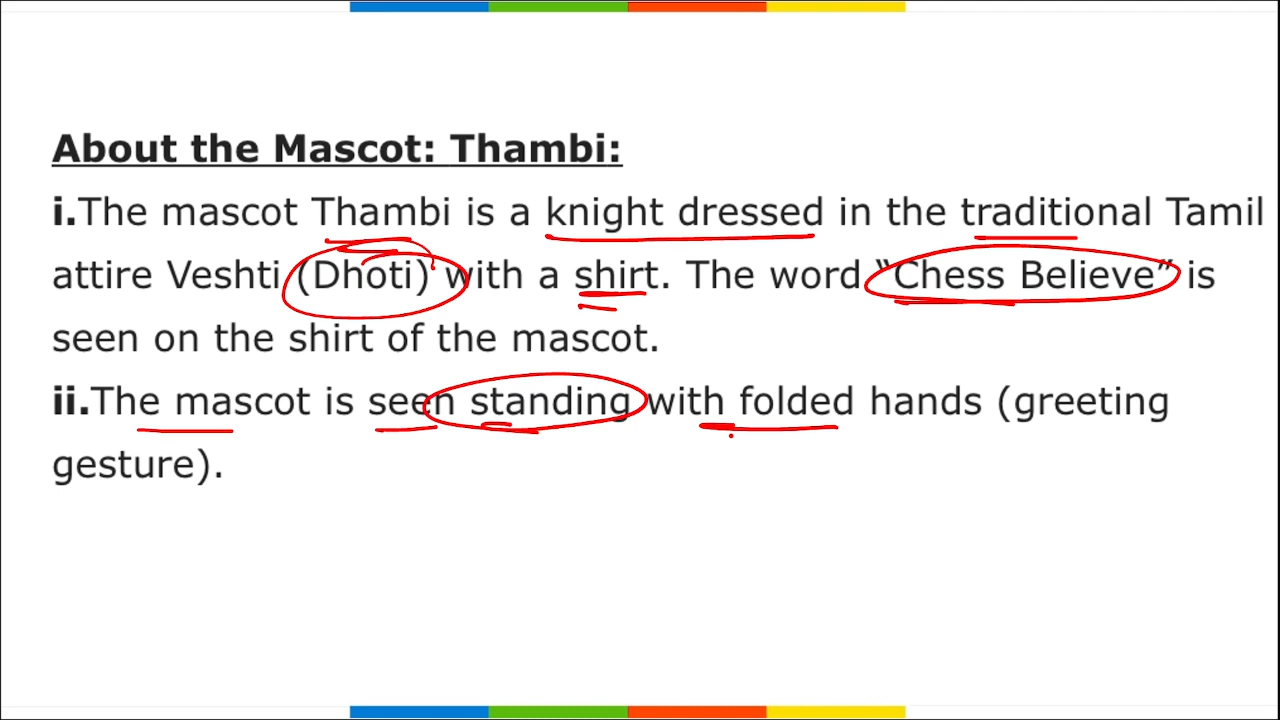 About the Mascot: Thambi:
i.The mascot Thambi is a knight dressed in the traditional Tamil
attire Veshti (Dhoti) with a shirt. The word “Chess Believe” is
seen on the shirt of the mascot.
ii.The mascot is seen standing with folded hands (greeting
gesture).